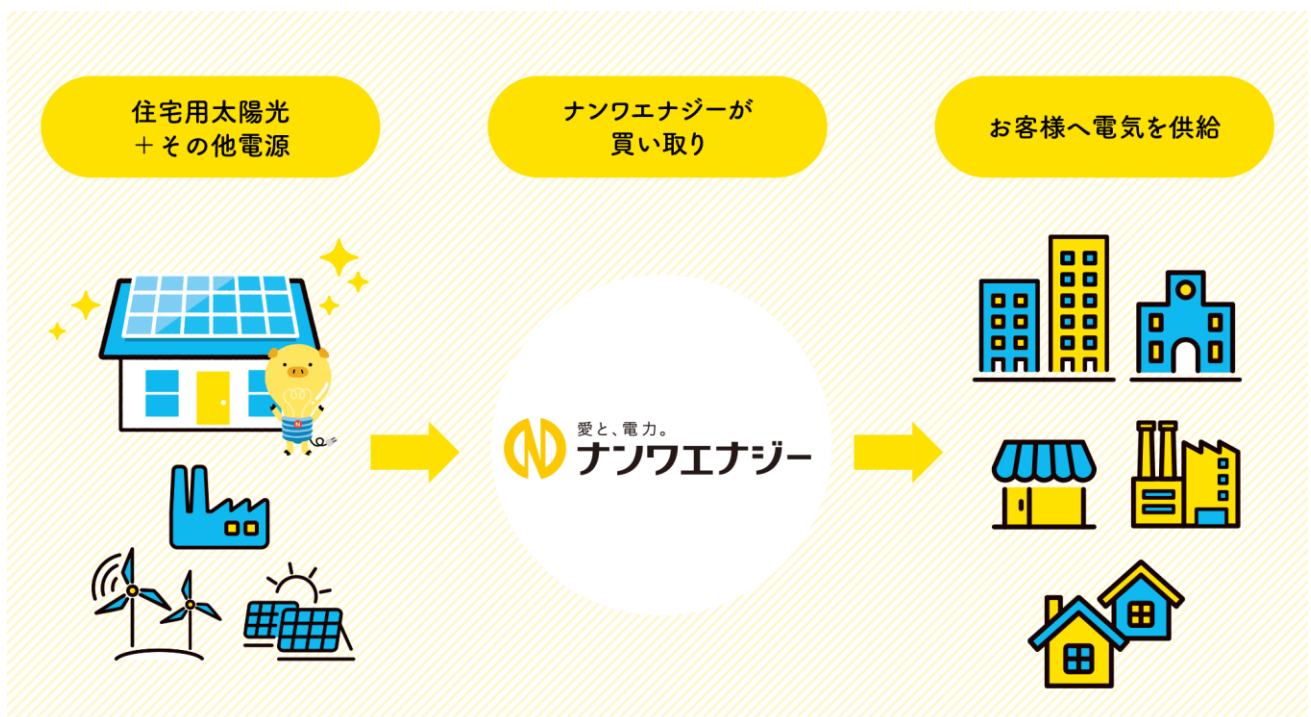 住宅用太陽光
＋その他電源
ナンワエナジーが
買い取り
お客様へ電気を供給
愛と、電力。
ナンワエナジー
N